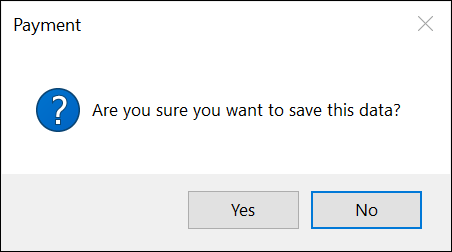 Payment
Are you sure you want to save this data?
Yes
No